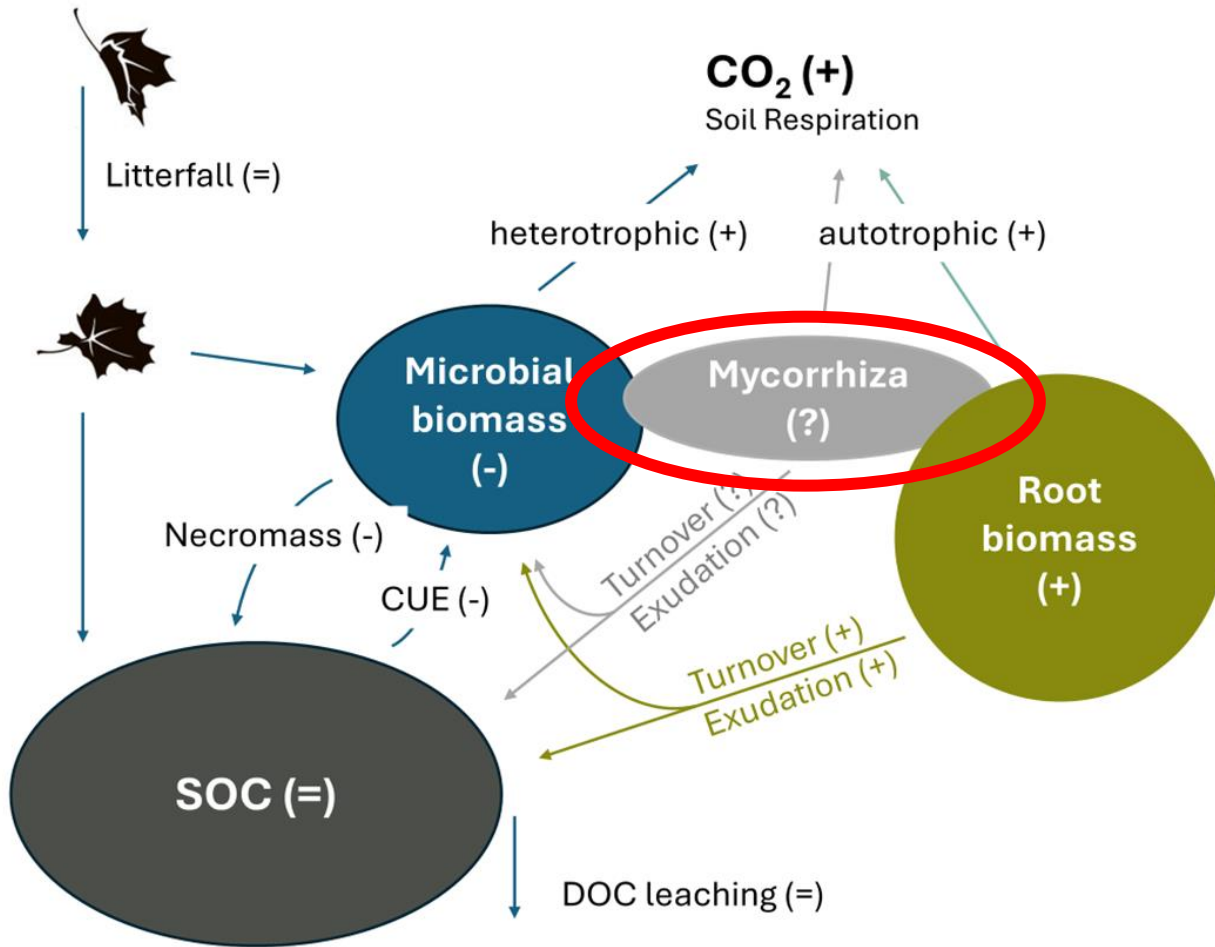 CO₂ (+)
Soil Respiration
Litterfall (=)
heterotrophic (+)
autotrophic (+)
Microbial
biomass
(-)
Mycorrhiza
(?)
Root
biomass
(+)
Necromass (-)
CUE (-)
Turnover (?)
Exudation (?)
Turnover (+)
Exudation (+)
SOC (=)
DOC leaching (=)